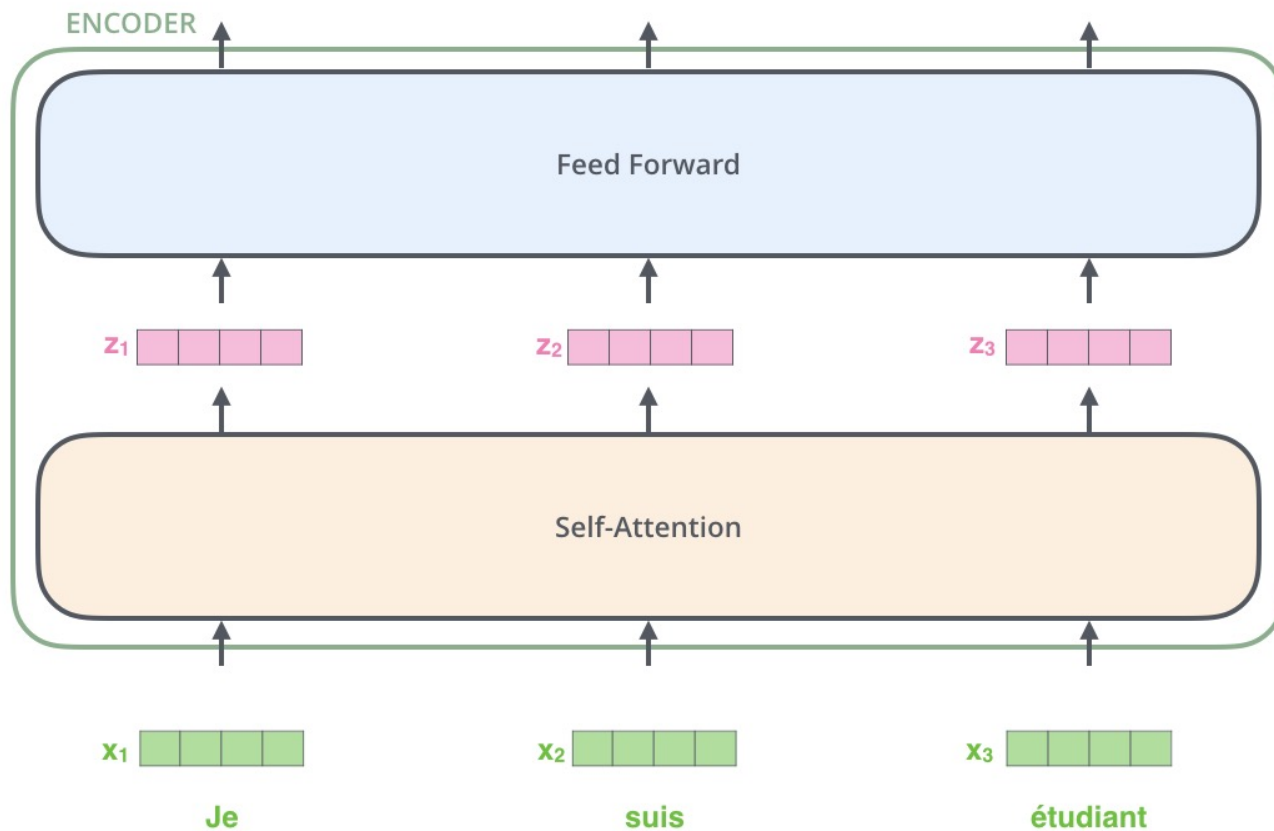 ENCODER
Feed Forward
z₁ z₂ z₃
Self-Attention
x₁ x₂ x₃
Je suis étudiant